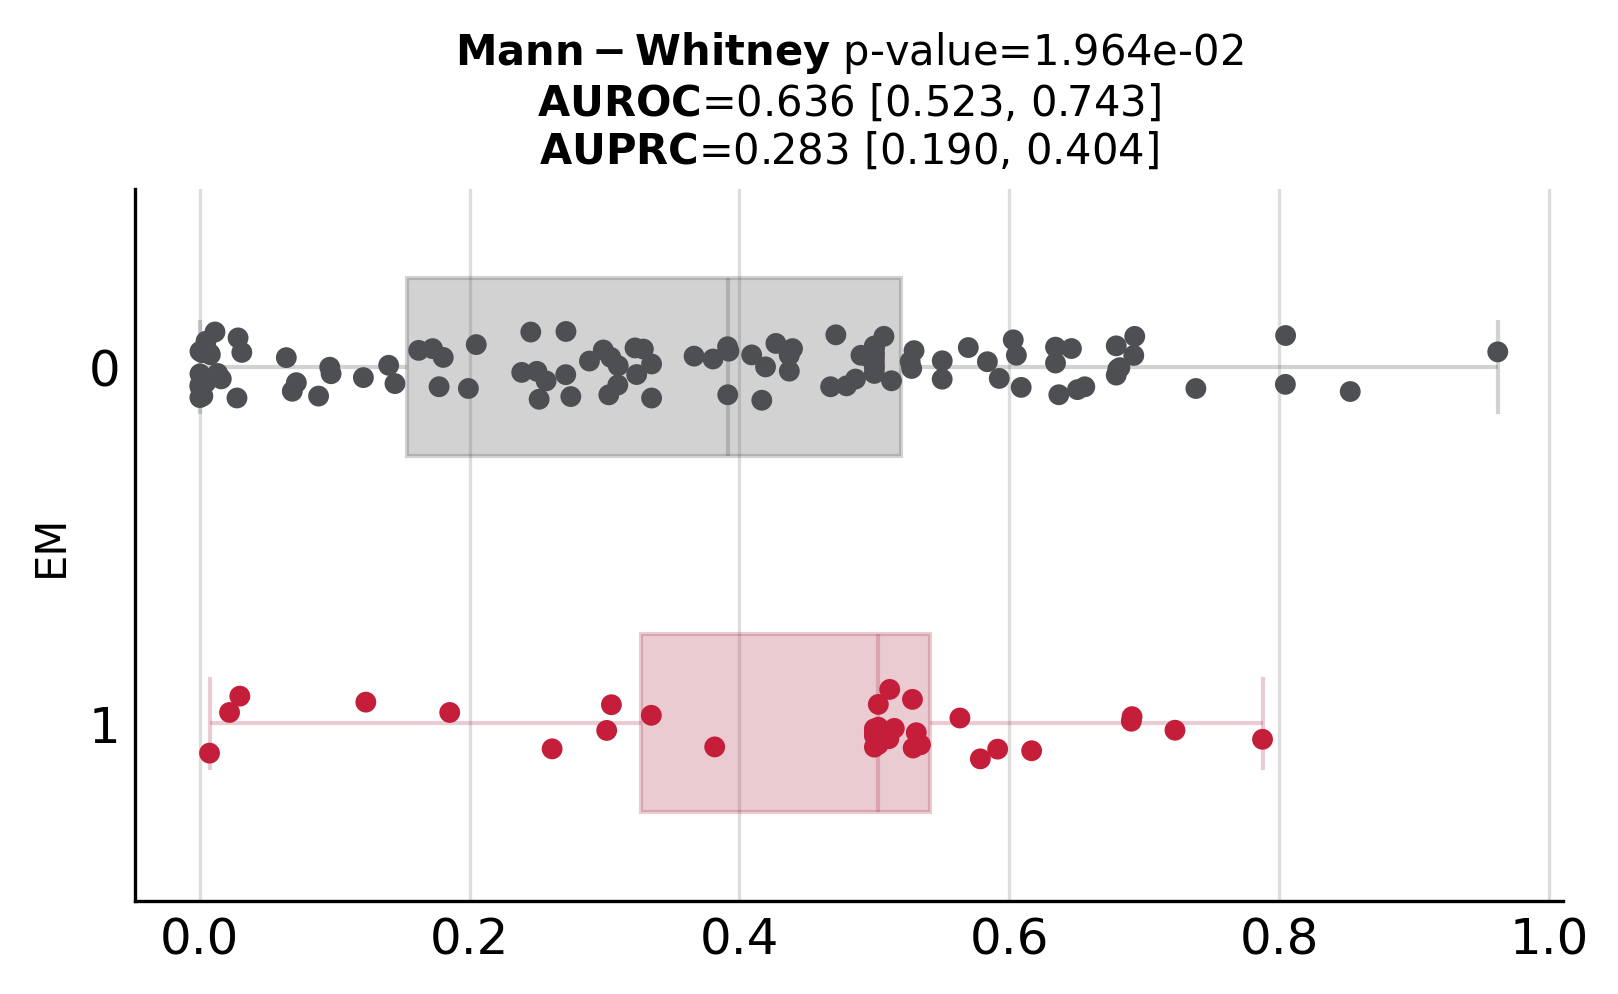 Mann − Whitney p-value=1.964e-02
AUROC=0.636 [0.523, 0.743]
AUPRC=0.283 [0.190, 0.404]
0
EM
1
0.0 0.2 0.4 0.6 0.8 1.0